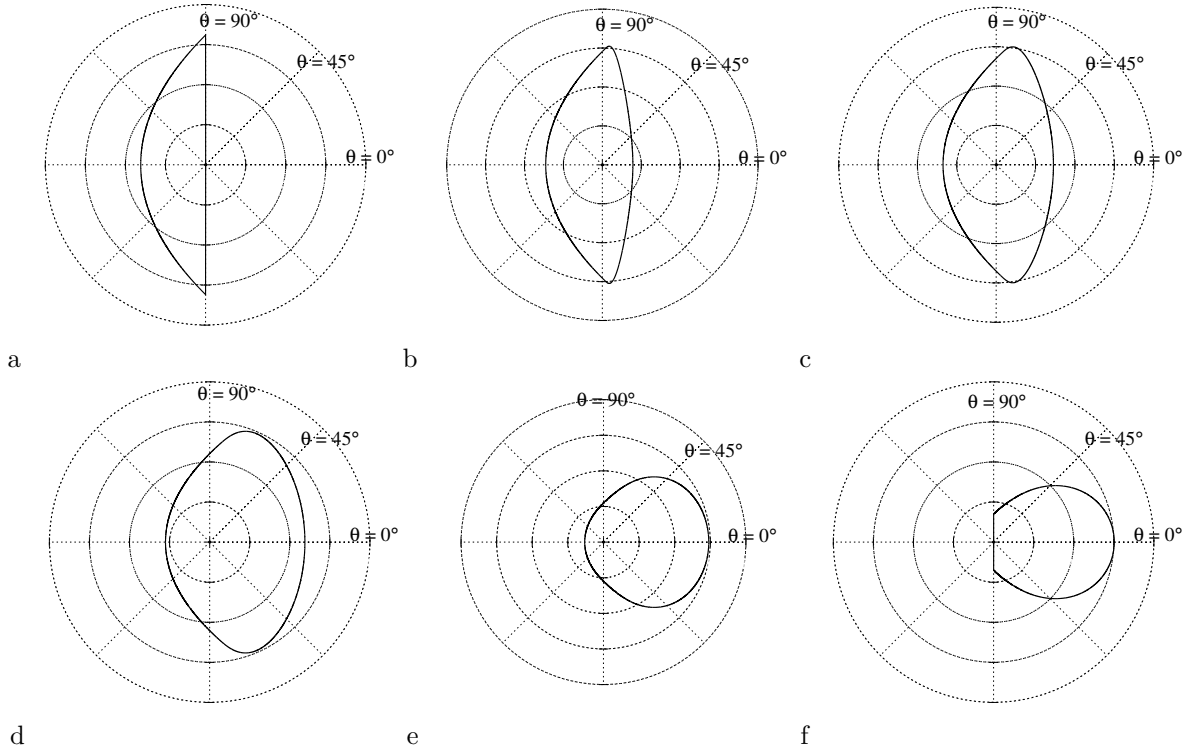 θ = 90°
θ = 45°
θ = 0°
a
θ = 90°
θ = 45°
θ = 0°
b
θ = 90°
θ = 45°
θ = 0°
c
θ = 90°
θ = 45°
θ = 0°
d
θ = 90°
θ = 45°
θ = 0°
e
θ = 90°
θ = 45°
θ = 0°
f